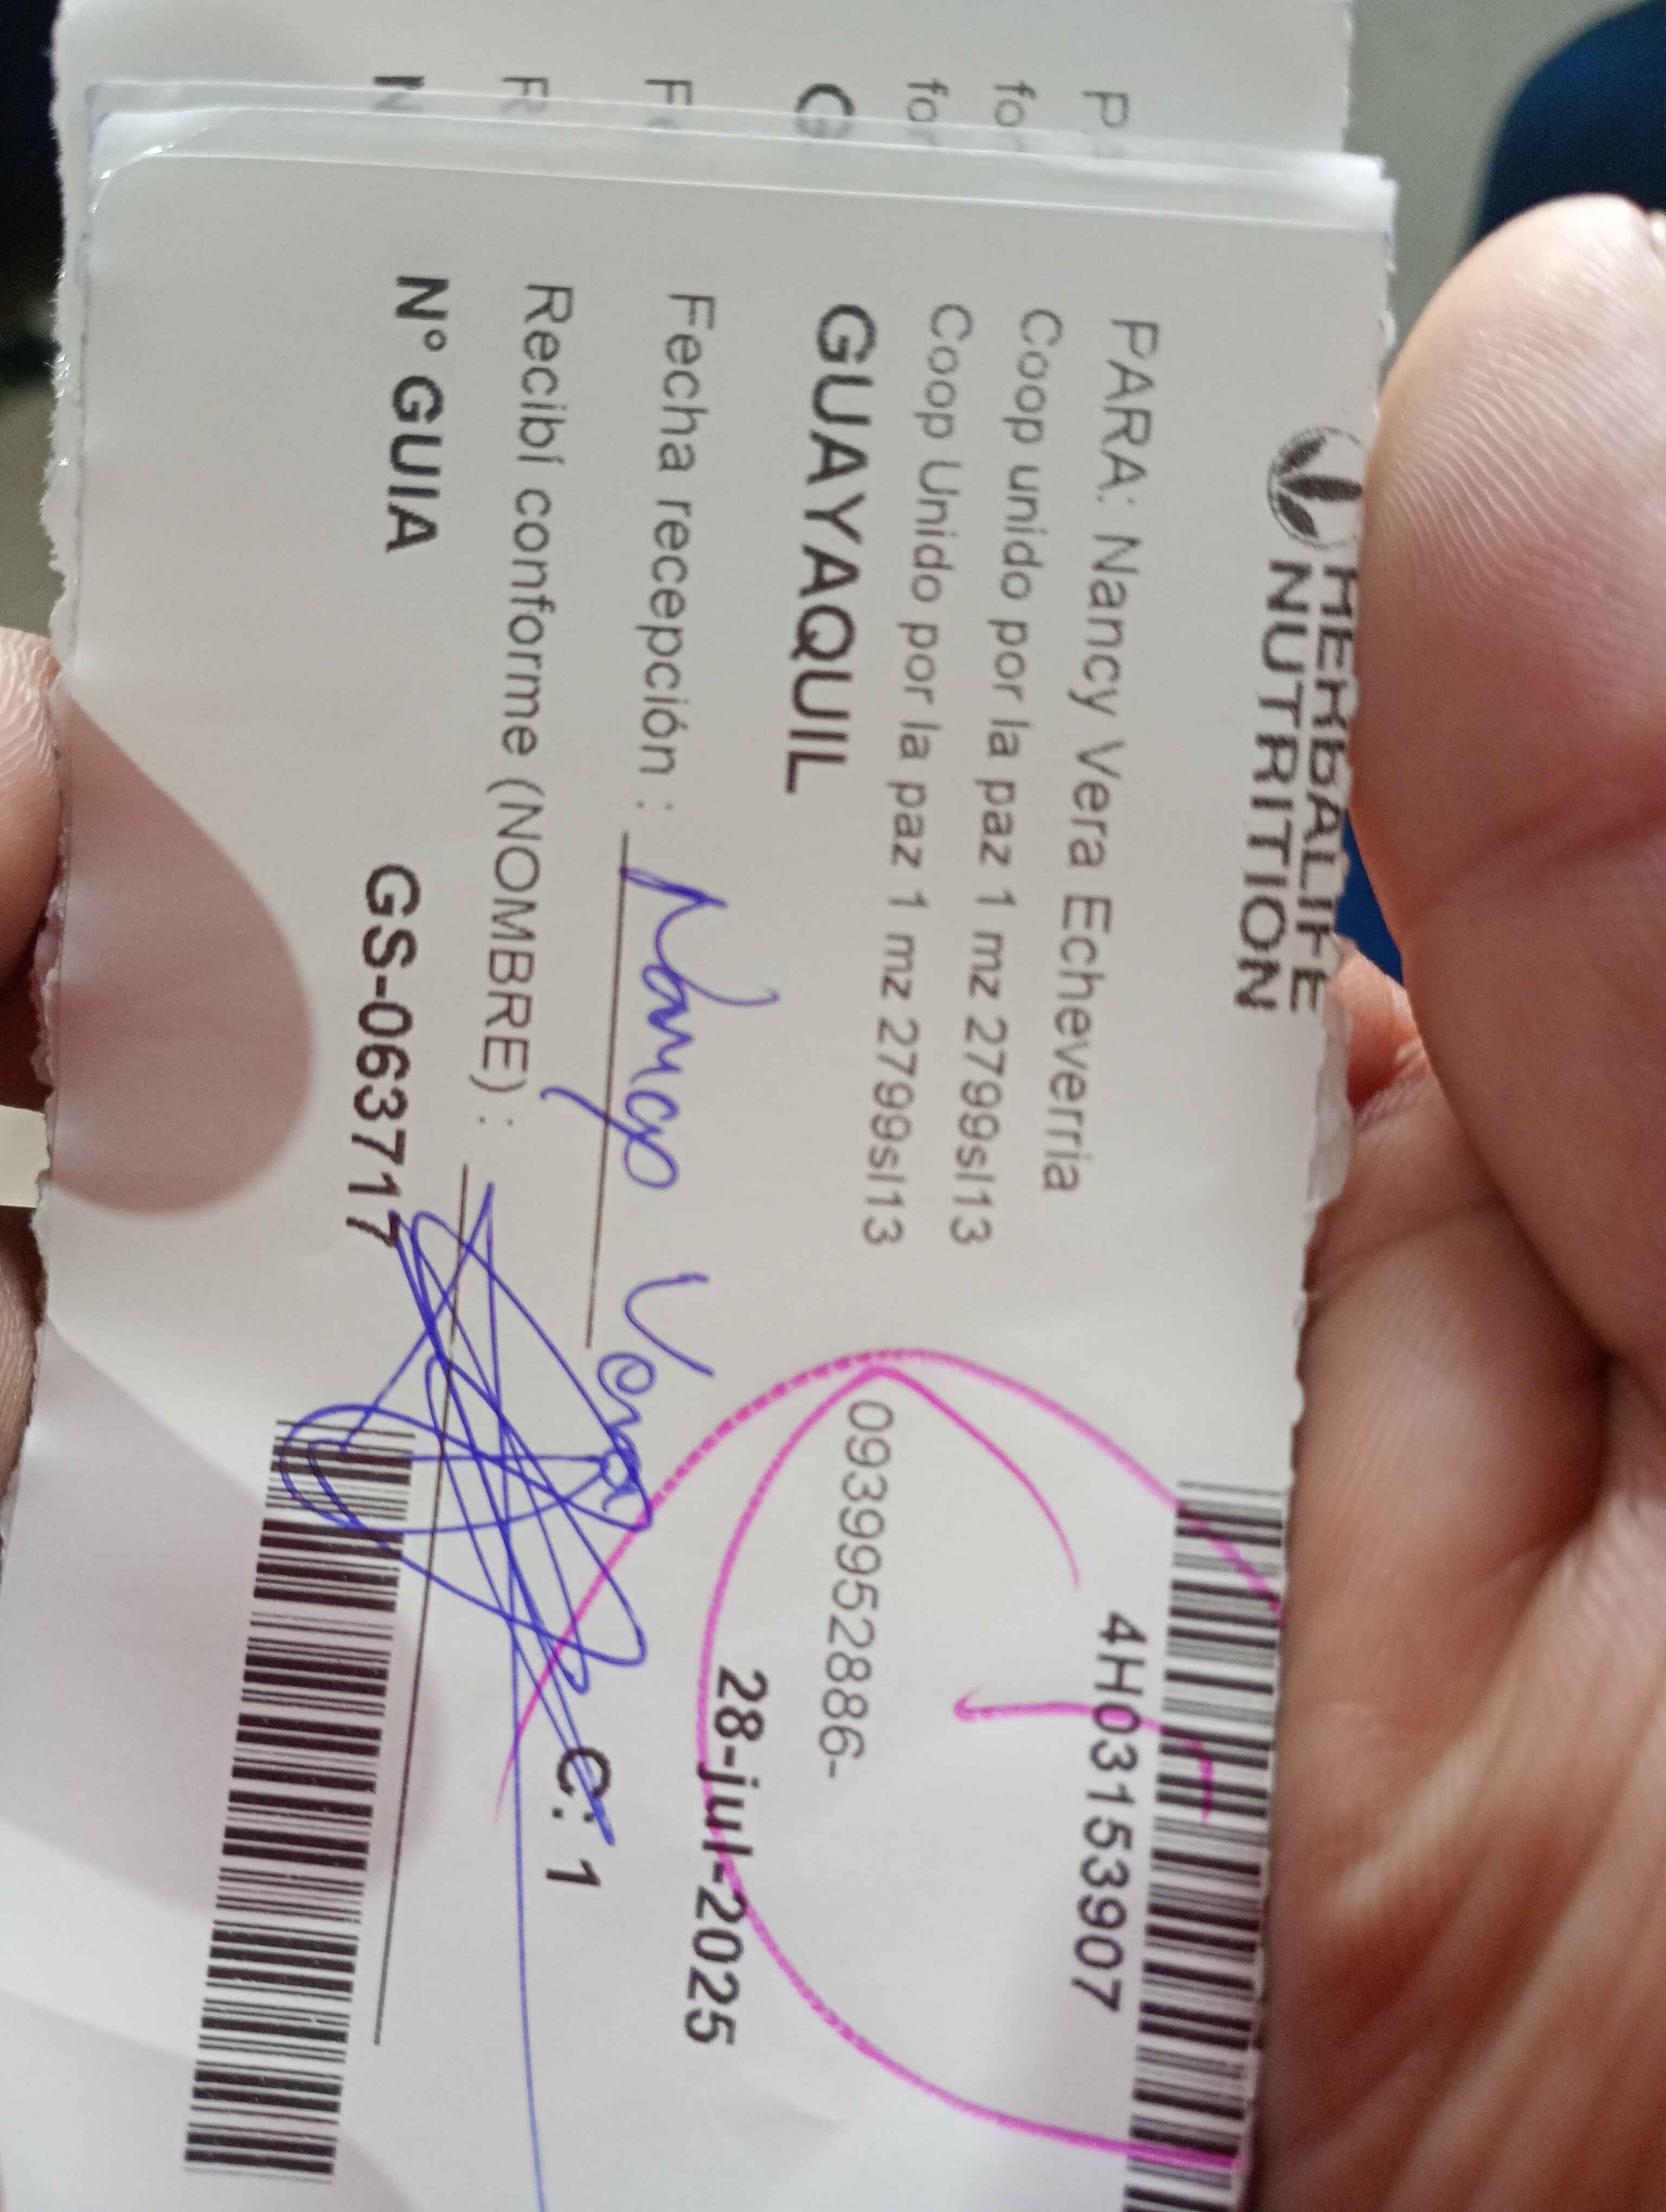 HERBALIFE
NUTRITION
4H03153907
PARA: Nancy Vera Echeverria
Coop unido por la paz 1 mz 2799sl13
Coop Unido por la paz 1 mz 2799sl13
0939952886-
GUAYAQUIL
28-jul-2025
Fecha recepción : Nancy Vera
C: 1
Recibí conforme (NOMBRE) :
N° GUIA GS-063717